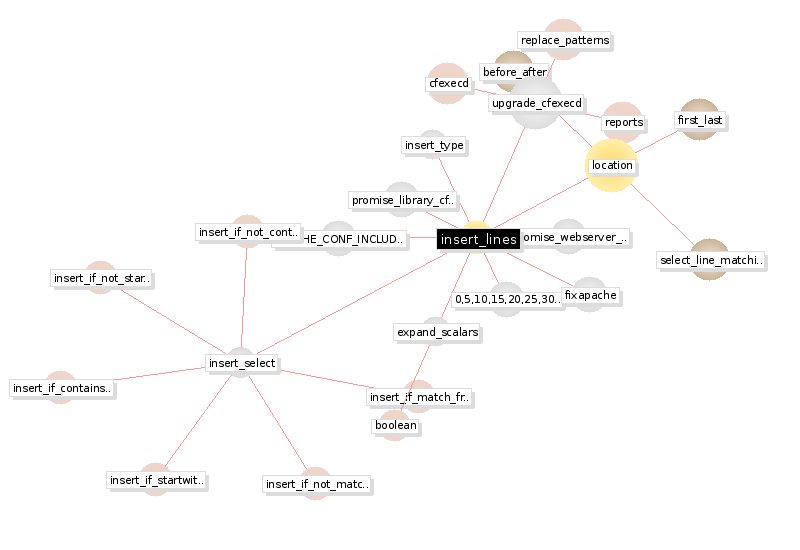 replace_patterns
before_after
cfexecd
upgrade_cfexecd
reports
first_last
insert_type
location
promise_library_cf..
insert_if_not_cont..
HE_CONF_INCLUD..
insert_lines
omise_webserver_..
select_line_matchi..
insert_if_not_star..
0,5,10,15,20,25,30..
fixapache
expand_scalars
insert_select
insert_if_contains..
insert_if_match_fr..
boolean
insert_if_startwit..
insert_if_not_matc..